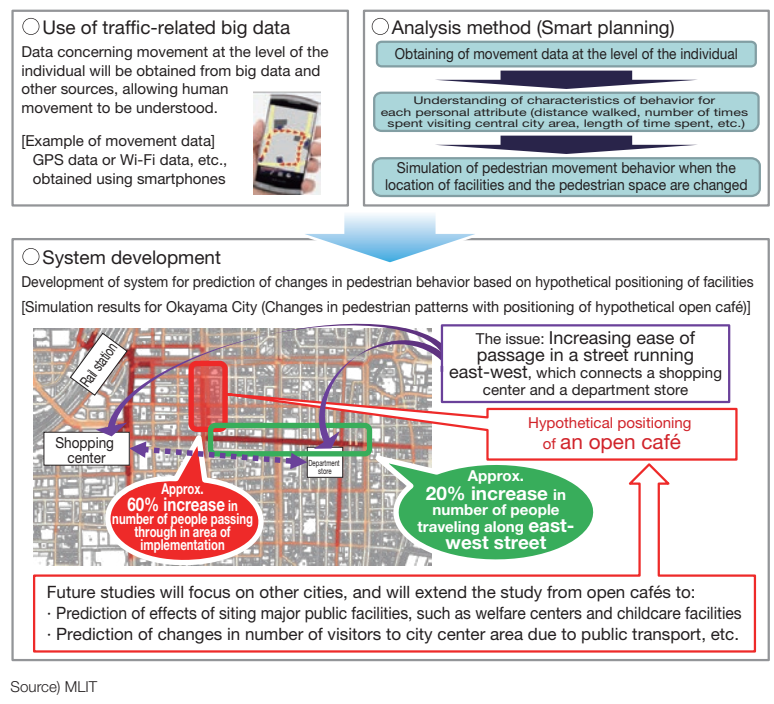 ○Use of traffic-related big data
Data concerning movement at the level of the
individual will be obtained from big data and
other sources, allowing human
movement to be understood.
[Example of movement data]
GPS data or Wi-Fi data, etc.,
obtained using smartphones
○Analysis method (Smart planning)
Obtaining of movement data at the level of the individual
Understanding of characteristics of behavior for
each personal attribute (distance walked, number of times
spent visiting central city area, length of time spent, etc.)
Simulation of pedestrian movement behavior when the
location of facilities and the pedestrian space are changed
○System development
Development of system for prediction of changes in pedestrian behavior based on hypothetical positioning of facilities
[Simulation results for Okayama City (Changes in pedestrian patterns with positioning of hypothetical open café)]
Rail station
The issue: Increasing ease of
passage in a street running
east-west, which connects a shopping
center and a department store
Hypothetical positioning
of an open café
Shopping
center
Department
store
Approx.
60% increase in
number of people passing
through in area of
implementation
Approx.
20% increase in
number of people
traveling along east-
west street
Future studies will focus on other cities, and will extend the study from open cafés to:
· Prediction of effects of siting major public facilities, such as welfare centers and childcare facilities
· Prediction of changes in number of visitors to city center area due to public transport, etc.
Source) MLIT